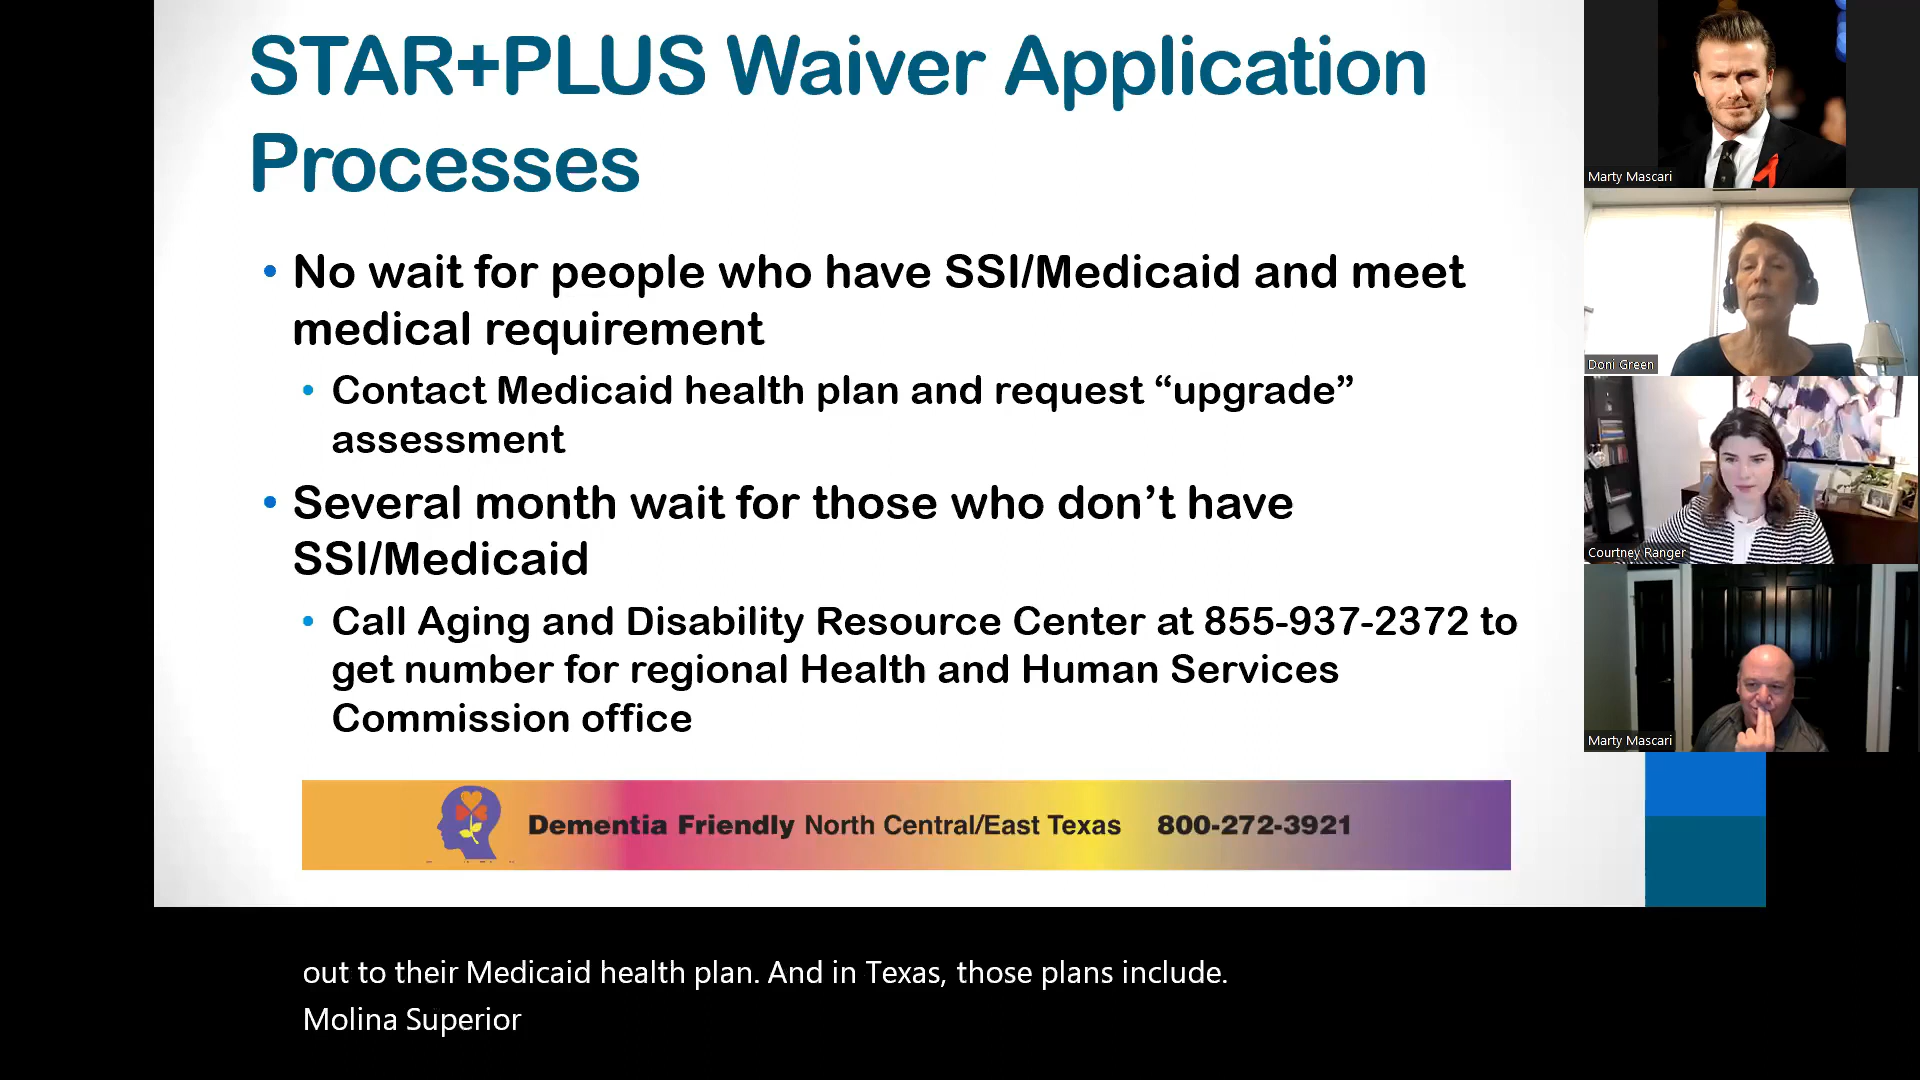 STAR+PLUS Waiver Application
Processes
• No wait for people who have SSI/Medicaid and meet
medical requirement
• Contact Medicaid health plan and request “upgrade”
assessment
• Several month wait for those who don’t have
SSI/Medicaid
• Call Aging and Disability Resource Center at 855-937-2372 to
get number for regional Health and Human Services
Commission office
Dementia Friendly North Central/East Texas 800-272-3921
Marty Mascari
Doni Green
Courtney Ranger
Marty Mascari
out to their Medicaid health plan. And in Texas, those plans include.
Molina Superior